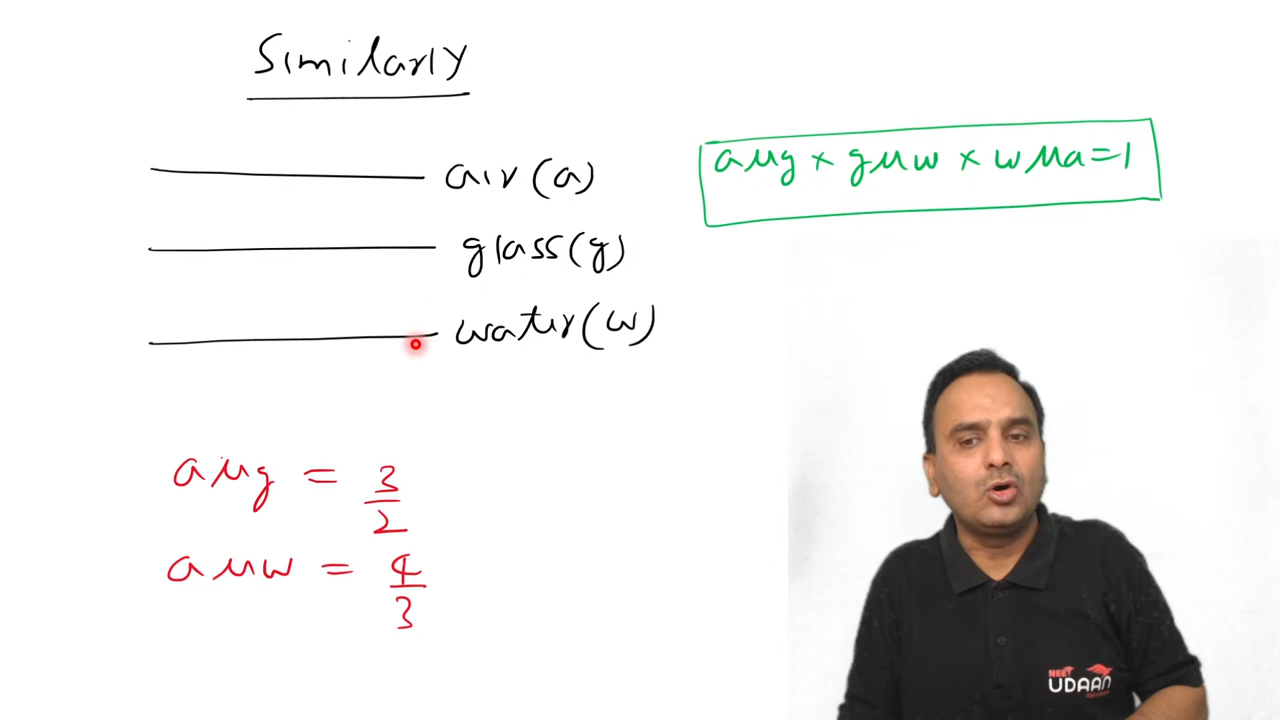 Similarly
air (a)
aμg × gμw × wμa = 1
glass (g)
water (w)
aμg = 3/2
aμw = 4/3
NEET
UDAAN